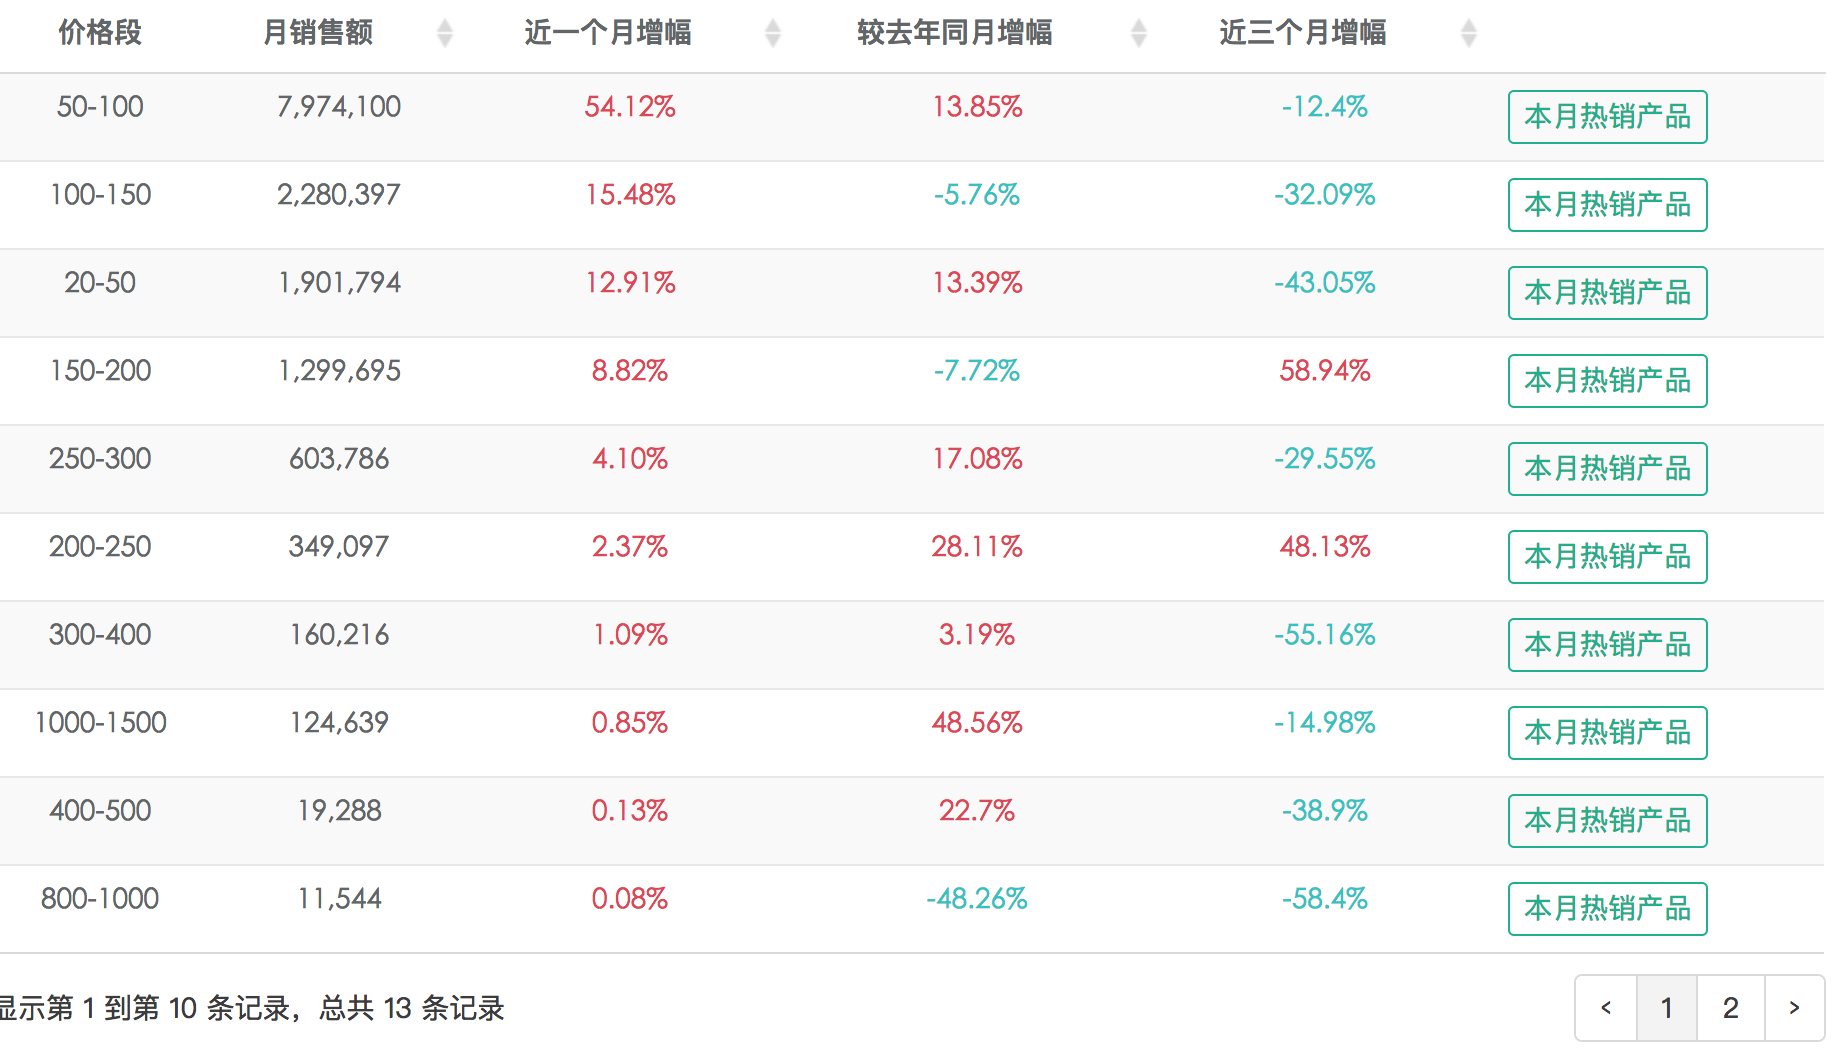 价格段 月销售额 近一个月增幅 较去年同月增幅 近三个月增幅
50-100 7,974,100 54.12% 13.85% -12.4% 本月热销产品
100-150 2,280,397 15.48% -5.76% -32.09% 本月热销产品
20-50 1,901,794 12.91% 13.39% -43.05% 本月热销产品
150-200 1,299,695 8.82% -7.72% 58.94% 本月热销产品
250-300 603,786 4.10% 17.08% -29.55% 本月热销产品
200-250 349,097 2.37% 28.11% 48.13% 本月热销产品
300-400 160,216 1.09% 3.19% -55.16% 本月热销产品
1000-1500 124,639 0.85% 48.56% -14.98% 本月热销产品
400-500 19,288 0.13% 22.7% -38.9% 本月热销产品
800-1000 11,544 0.08% -48.26% -58.4% 本月热销产品
显示第 1 到第 10 条记录，总共 13 条记录 ‹ 1 2 ›